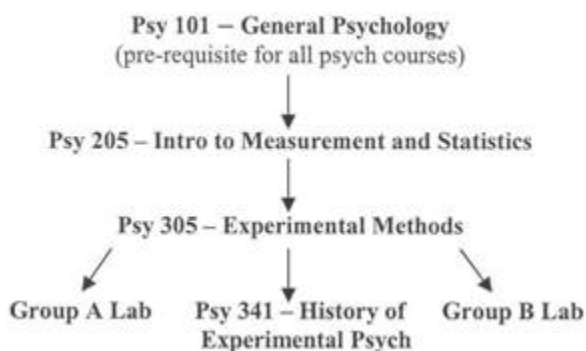 Psy 101 – General Psychology
(pre-requisite for all psych courses)
Psy 205 – Intro to Measurement and Statistics
Psy 305 – Experimental Methods
Group A Lab
Psy 341 – History of
Experimental Psych
Group B Lab